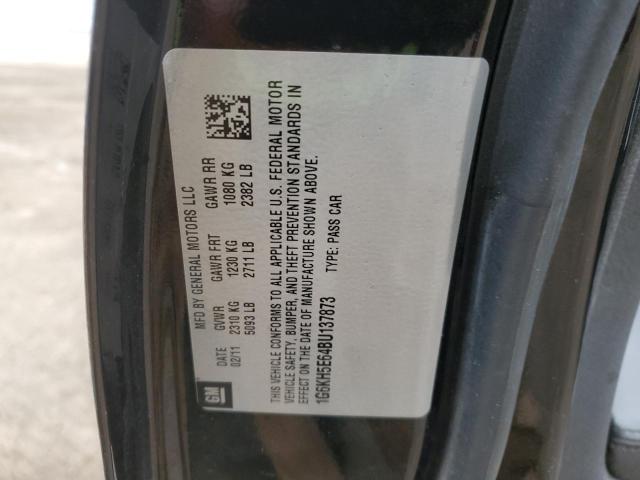 MFD BY GENERAL MOTORS LLC
DATE GVWR GAWR FRT GAWR RR
02/11 2310 KG 1230 KG 1080 KG
5093 LB 2711 LB 2382 LB
THIS VEHICLE CONFORMS TO ALL APPLICABLE U.S. FEDERAL MOTOR
VEHICLE SAFETY, BUMPER, AND THEFT PREVENTION STANDARDS IN
EFFECT ON THE DATE OF MANUFACTURE SHOWN ABOVE.
1G6KH5E64BU137873 TYPE: PASS CAR
GM